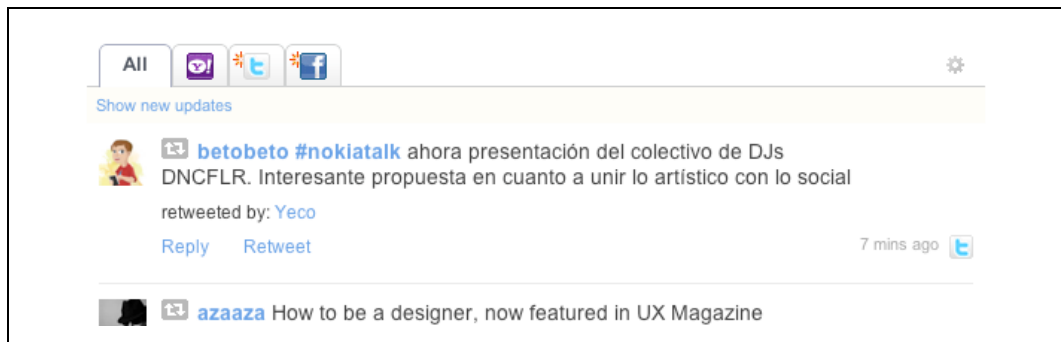 All
Show new updates
betobeto #nokiatalk ahora presentación del colectivo de DJs
DNCFLR. Interesante propuesta en cuanto a unir lo artístico con lo social
retweeted by: Yeco
Reply Retweet 7 mins ago
azaaza How to be a designer, now featured in UX Magazine